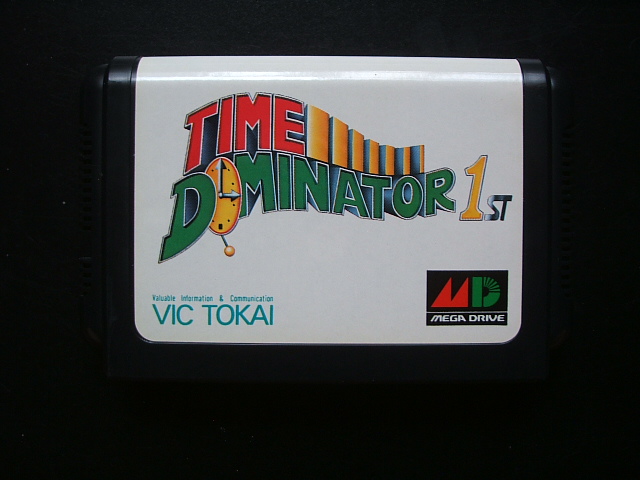 TIME
DOMINATOR 1ST
Valuable Information & Communication
VIC TOKAI
MD
MEGA DRIVE